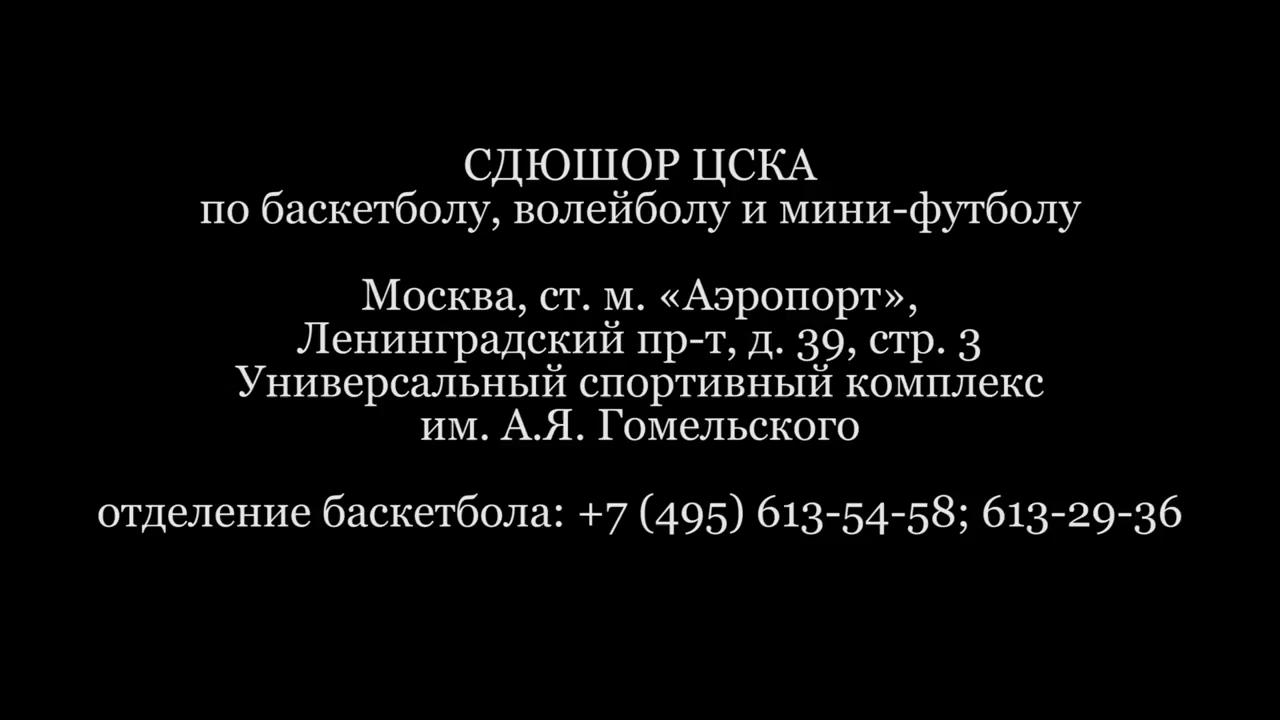 СДЮШОР ЦСКА
по баскетболу, волейболу и мини-футболу
Москва, ст. м. «Аэропорт»,
Ленинградский пр-т, д. 39, стр. 3
Универсальный спортивный комплекс
им. А.Я. Гомельского
отделение баскетбола: +7 (495) 613-54-58; 613-29-36